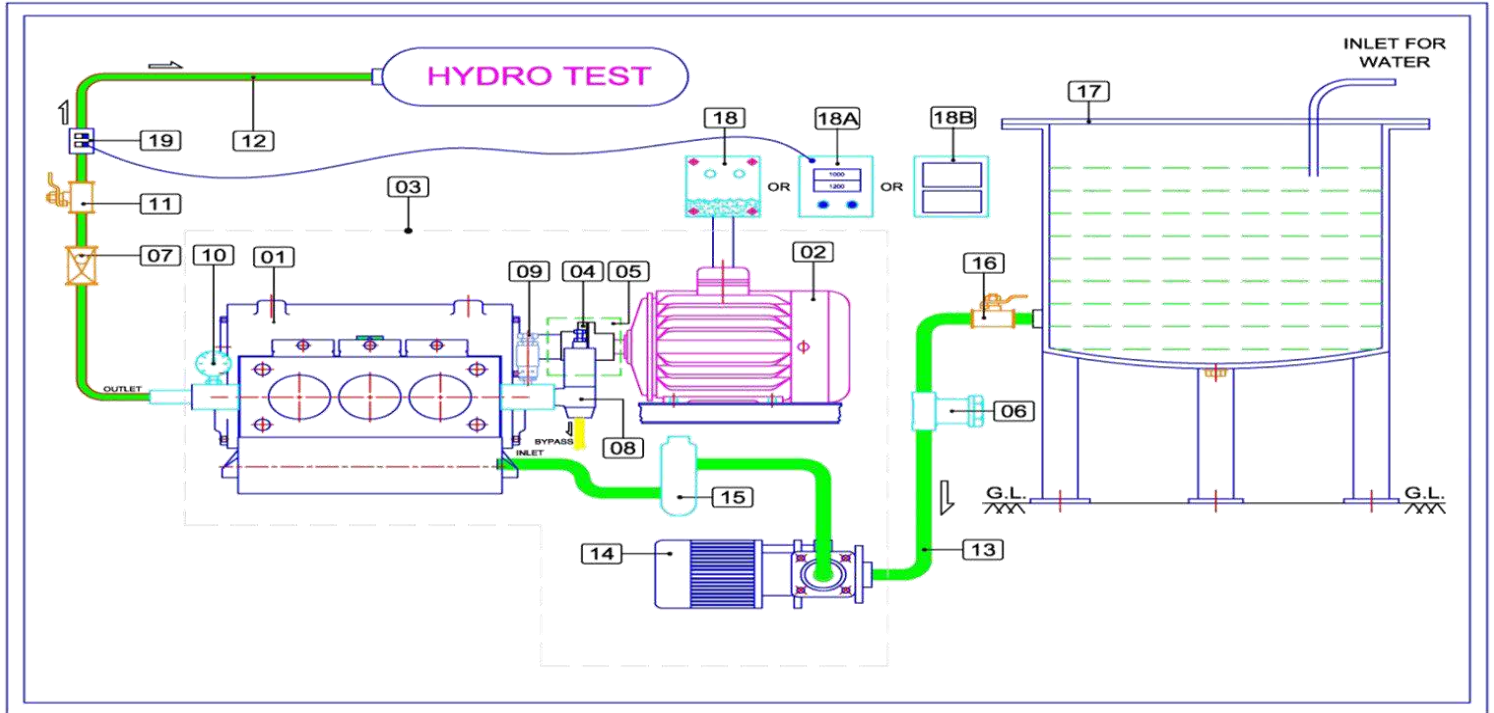 INLET FOR
WATER
HYDRO TEST
17
18
18A
18B
19
12
1000
1200
OR
OR
03
11
07
10
01
09
04
05
02
16
OUTLET
06
BYPASS
08
INLET
15
G.L.
G.L.
14
13